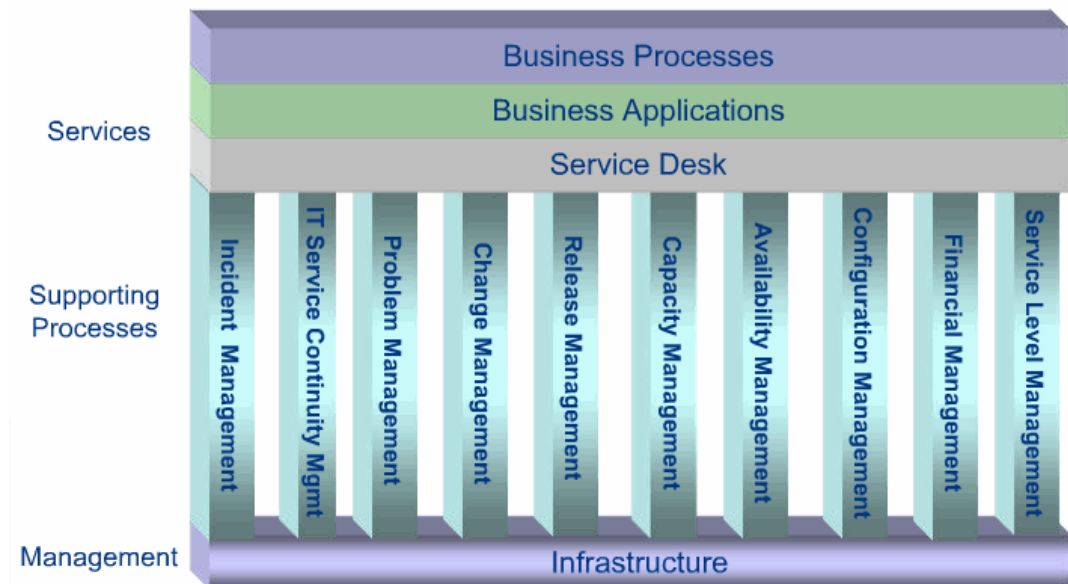 Business Processes
Business Applications
Services
Service Desk
Supporting
Processes
Incident Management
IT Service Continuity Mgmt
Problem Management
Change Management
Release Management
Capacity Management
Availability Management
Configuration Management
Financial Management
Service Level Management
Management
Infrastructure